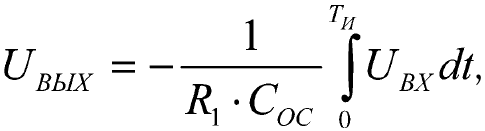 U_ВЫХ = − 1 / (R_1 · C_ОС) ∫_0^{T_И} U_ВХ dt,